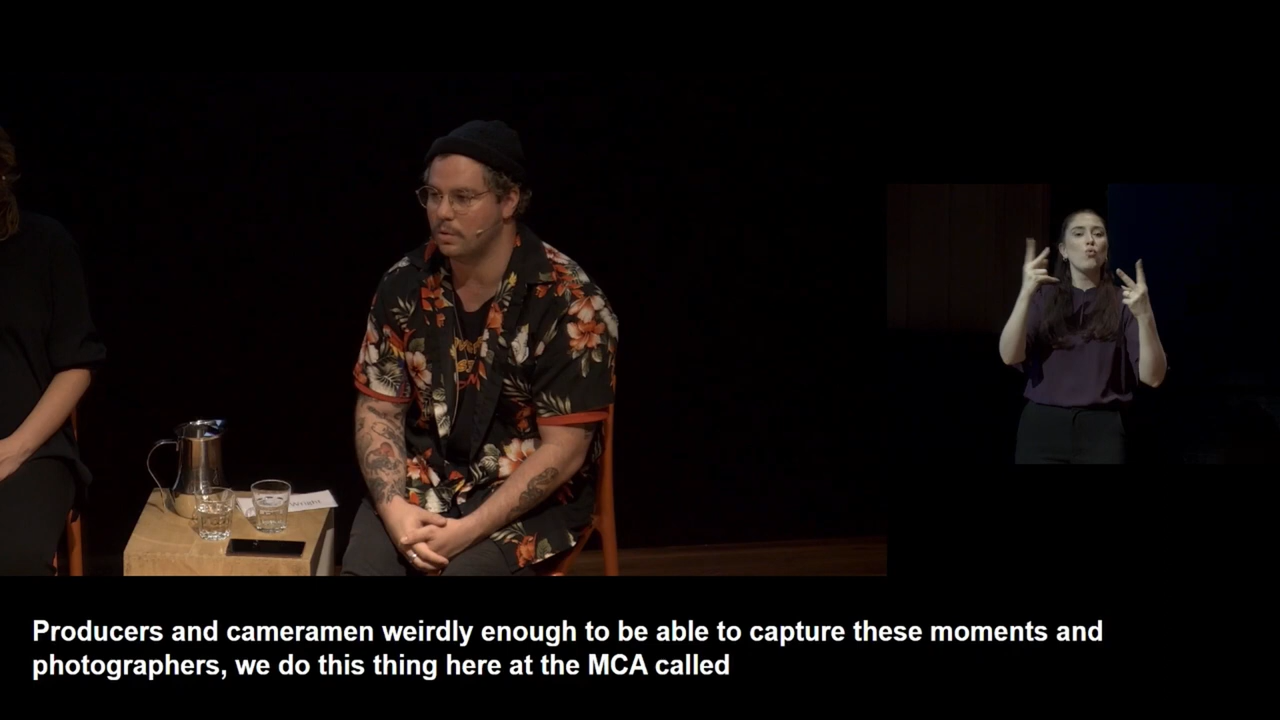 Wright
Producers and cameramen weirdly enough to be able to capture these moments and
photographers, we do this thing here at the MCA called